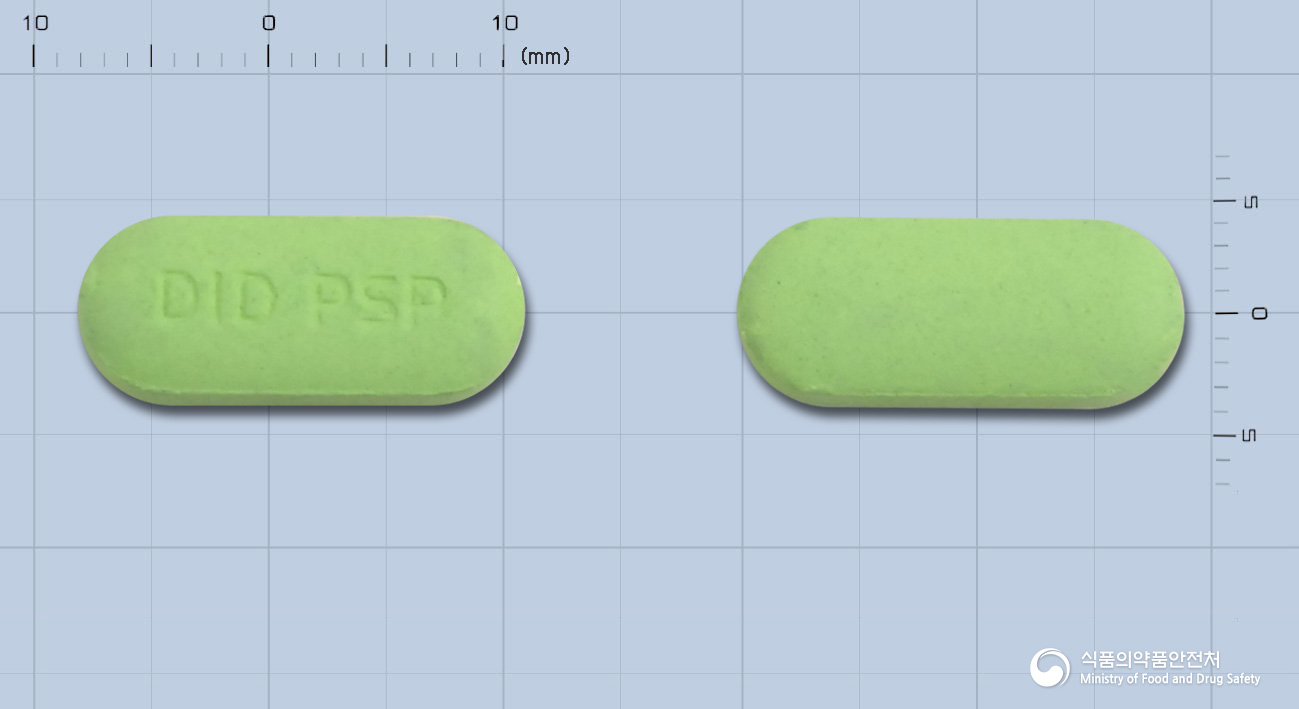 10 0 10
(mm)
DID PSP
5
0
5
식품의약품안전처
Ministry of Food and Drug Safety